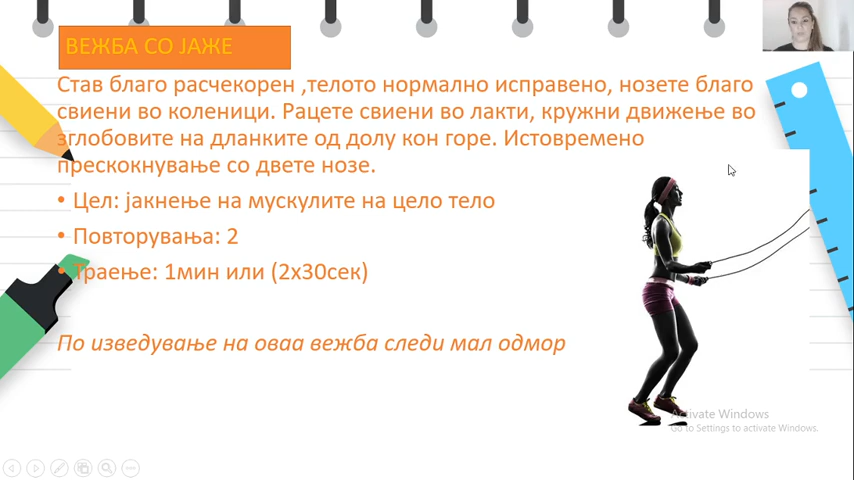 ВЕЖБА СО ЈАЖЕ
Став благо расчекорен ,телото нормално исправено, нозете благо
свиени во коленици. Рацете свиени во лакти, кружни движење во
зглобовите на дланките од долу кон горе. Истовремено
прескокнување со двете нозе.
• Цел: јакнење на мускулите на цело тело
• Повторувања: 2
• Траење: 1мин или (2x30сек)
По изведување на оваа вежба следи мал одмор
Activate Windows
Go to Settings to activate Windows.